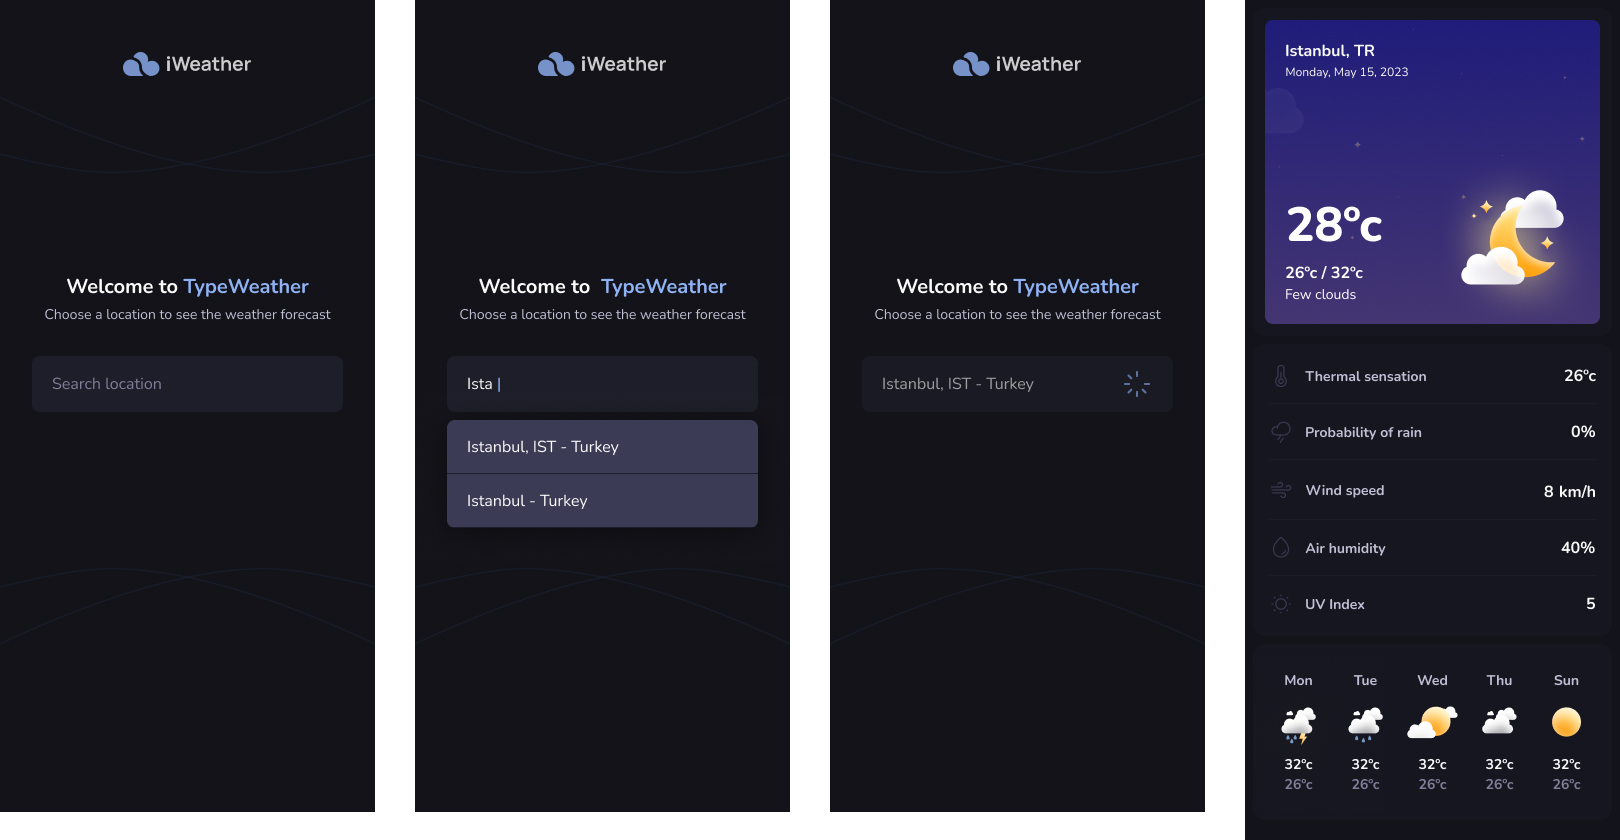 iWeather
Welcome to TypeWeather
Choose a location to see the weather forecast
Search location
iWeather
Welcome to TypeWeather
Choose a location to see the weather forecast
Ista |
Istanbul, IST - Turkey
Istanbul - Turkey
iWeather
Welcome to TypeWeather
Choose a location to see the weather forecast
Istanbul, IST - Turkey
Istanbul, TR
Monday, May 15, 2023
28ºc
26ºc / 32ºc
Few clouds
Thermal sensation 26ºc
Probability of rain 0%
Wind speed 8 km/h
Air humidity 40%
UV Index 5
Mon Tue Wed Thu Sun
32ºc 32ºc 32ºc 32ºc 32ºc
26ºc 26ºc 26ºc 26ºc 26ºc